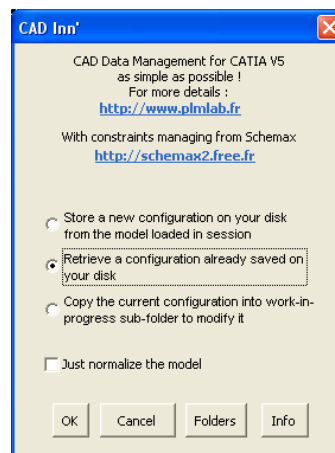 CAD Inn'
CAD Data Management for CATIA V5
as simple as possible !
For more details :
http://www.plmlab.fr
With constraints managing from Schemax
http://schemax2.free.fr
Store a new configuration on your disk
from the model loaded in session
Retrieve a configuration already saved on
your disk
Copy the current configuration into work-in-
progress sub-folder to modify it
Just normalize the model
OK Cancel Folders Info